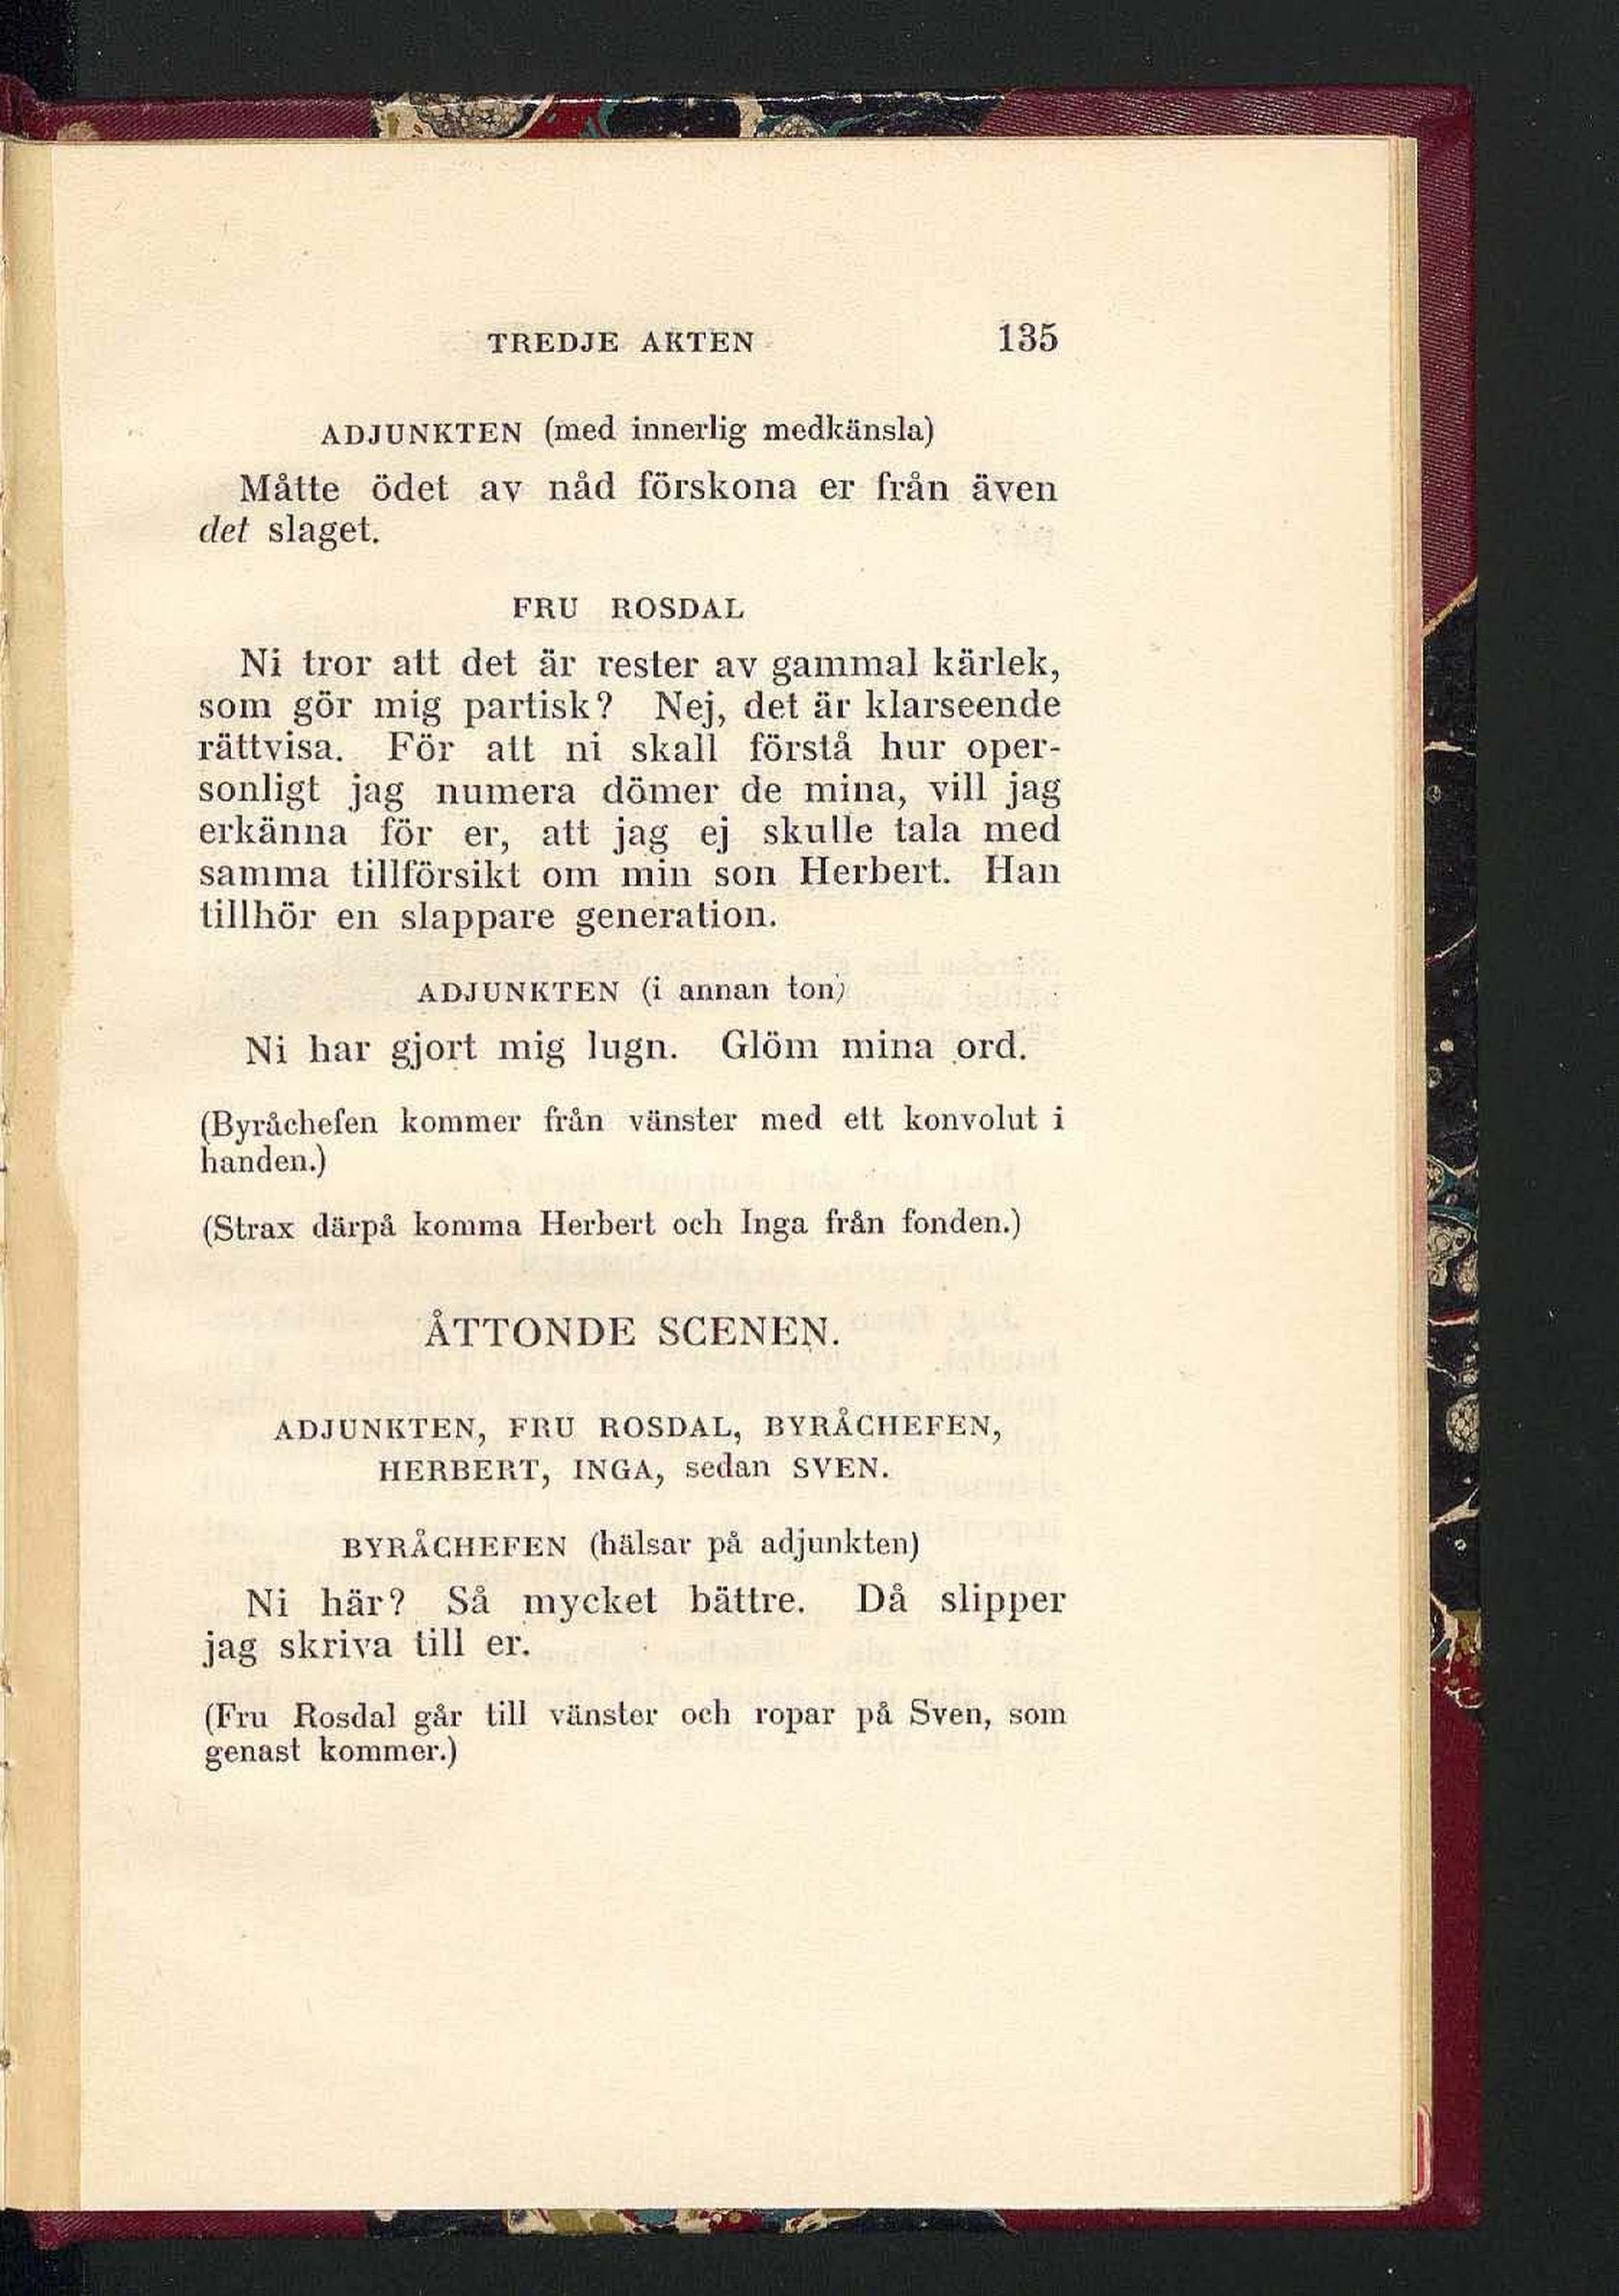 TREDJE AKTEN 135
ADJUNKTEN (med innerlig medkänsla)
Måtte ödet av nåd förskona er från även
det slaget.
FRU ROSDAL
Ni tror att det är rester av gammal kärlek,
som gör mig partisk? Nej, det är klarseende
rättvisa. För att ni skall förstå hur oper-
sonligt jag numera dömer de mina, vill jag
erkänna för er, att jag ej skulle tala med
samma tillförsikt om min son Herbert. Han
tillhör en slappare generation.
ADJUNKTEN (i annan ton)
Ni har gjort mig lugn. Glöm mina ord.
(Byråchefen kommer från vänster med ett konvolut i
handen.)
(Strax därpå komma Herbert och Inga från fonden.)
ÅTTONDE SCENEN.
ADJUNKTEN, FRU ROSDAL, BYRÅCHEFEN,
HERBERT, INGA, sedan SVEN.
BYRÅCHEFEN (hälsar på adjunkten)
Ni här? Så mycket bättre. Då slipper
jag skriva till er.
(Fru Rosdal går till vänster och ropar på Sven, som
genast kommer.)